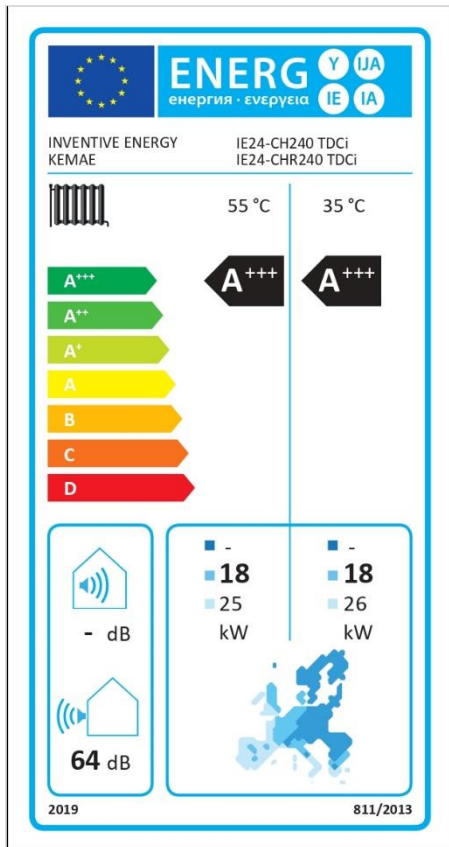 ENERG Y IJA
енергия · ενεργεια IE IA
INVENTIVE ENERGY IE24-CH240 TDCi
KEMAE IE24-CHR240 TDCi
55 °C 35 °C
A+++ A+++ A+++
A++
A+
A
B
C
D
- -
18 18
25 26
- dB kW kW
64 dB
2019 811/2013